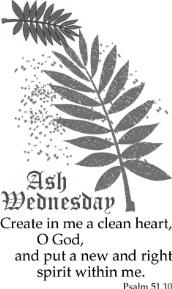 Ash
Wednesday
Create in me a clean heart,
O God,
and put a new and right
spirit within me.
Psalm 51.10